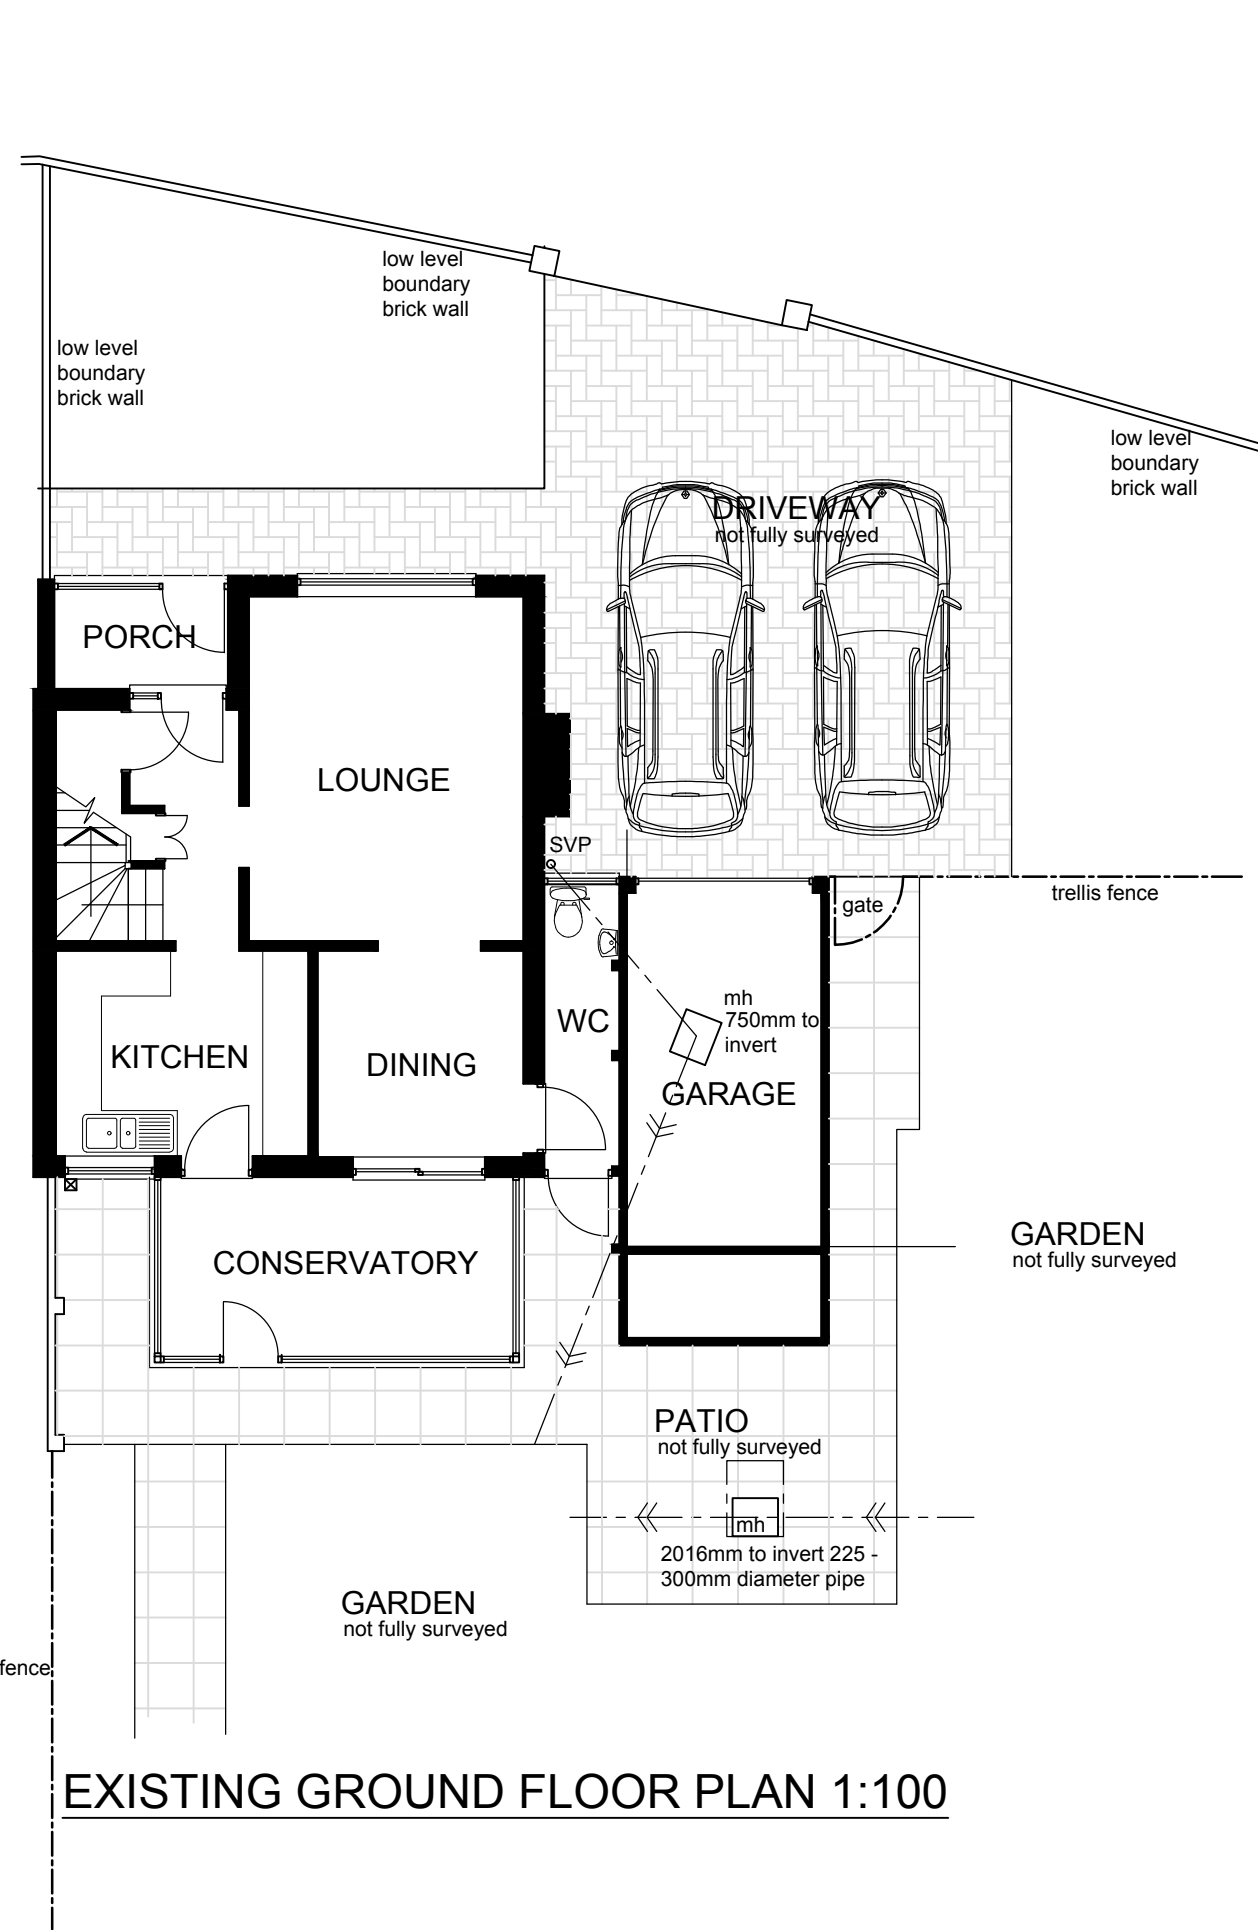 low level
boundary
brick wall
low level
boundary
brick wall
low level
boundary
brick wall
DRIVEWAY
not fully surveyed
PORCH
LOUNGE
SVP
trellis fence
gate
mh
750mm to
invert
WC
KITCHEN
DINING
GARAGE
GARDEN
not fully surveyed
CONSERVATORY
PATIO
not fully surveyed
mh
2016mm to invert 225 -
300mm diameter pipe
GARDEN
not fully surveyed
fence
EXISTING GROUND FLOOR PLAN 1:100